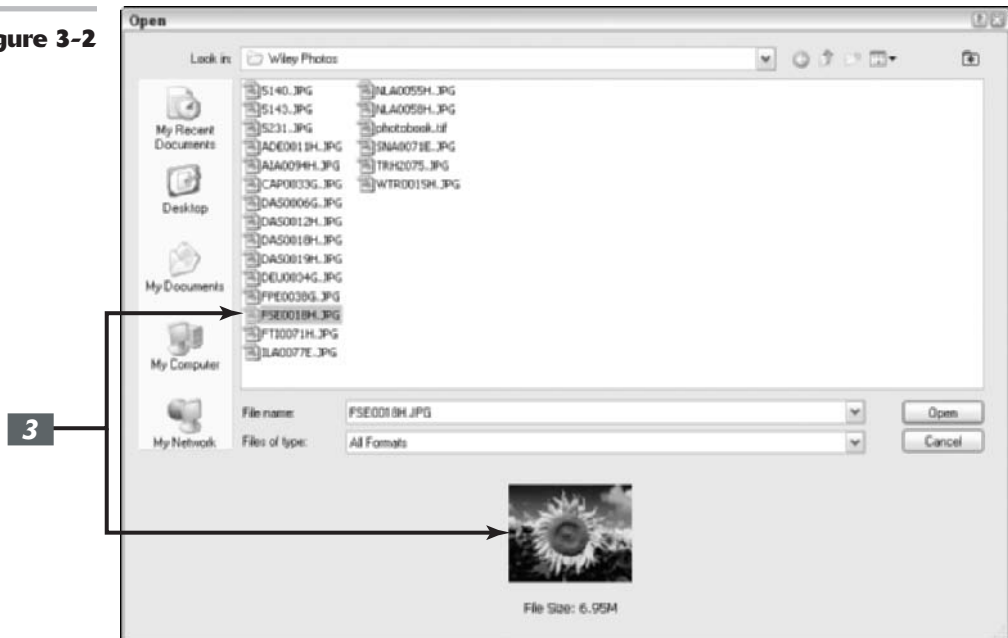 gure 3-2
Open
Look in:
Wiley Photos
5140.JPG
5143.JPG
5231.JPG
ADE0011H.JPG
AIA0094H.JPG
CAP0033G.JPG
DAS0006G.JPG
DAS0012H.JPG
DAS0018H.JPG
DAS0019H.JPG
DEU0034G.JPG
FPE0038G.JPG
FSE0018H.JPG
FTI0071H.JPG
ILA0077E.JPG
NLA0055H.JPG
NLA0058H.JPG
photobook.tif
SNA0071E.JPG
TRH2075.JPG
WTR0015H.JPG
My Recent
Documents
Desktop
My Documents
My Computer
My Network
3
File name:
FSE0018H.JPG
Open
Files of type:
All Formats
Cancel
File Size: 6.95M